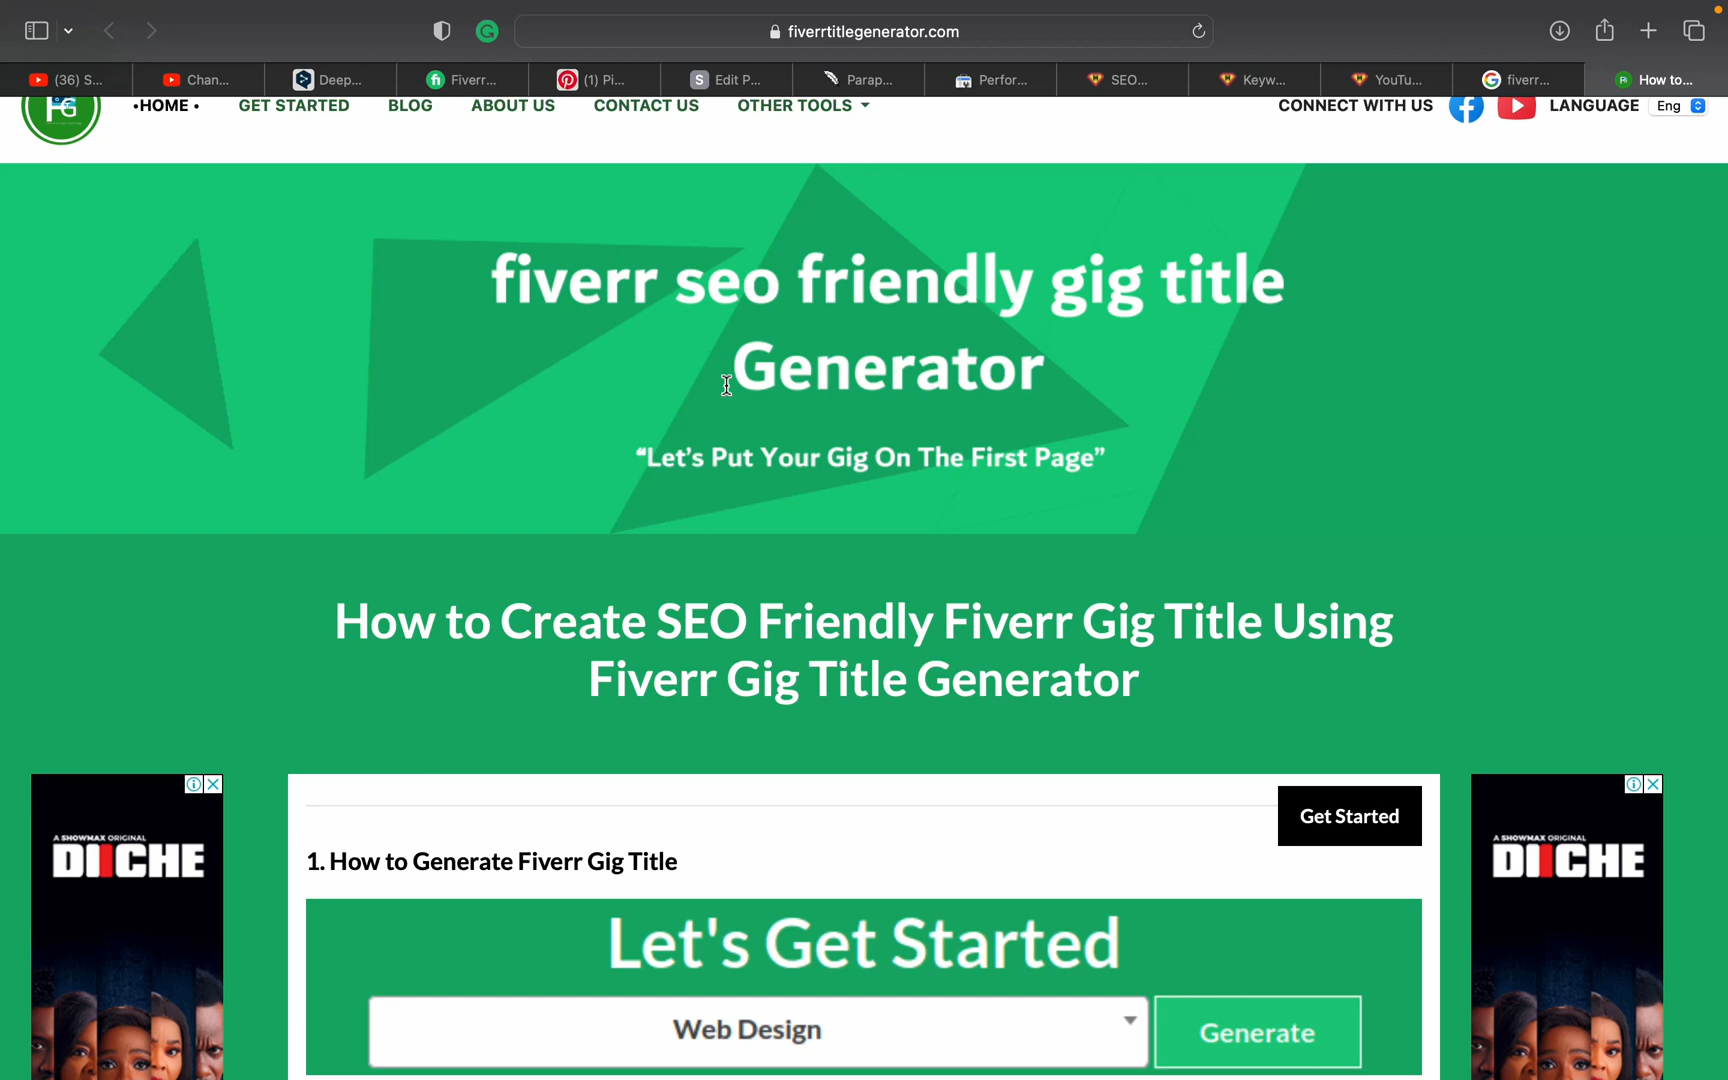 fiverrtitlegenerator.com
(36) S...
Chan...
Deep...
Fiverr...
(1) Pi...
Edit P...
Parap...
Perfor...
SEO...
Keyw...
YouTu...
fiverr...
How to...
•HOME •
GET STARTED
BLOG
ABOUT US
CONTACT US
OTHER TOOLS
CONNECT WITH US
LANGUAGE
Eng
fiverr seo friendly gig title
Generator
“Let’s Put Your Gig On The First Page”
How to Create SEO Friendly Fiverr Gig Title Using
Fiverr Gig Title Generator
A SHOWMAX ORIGINAL
DIICHE
Get Started
1. How to Generate Fiverr Gig Title
Let's Get Started
Web Design
Generate
A SHOWMAX ORIGINAL
DIICHE